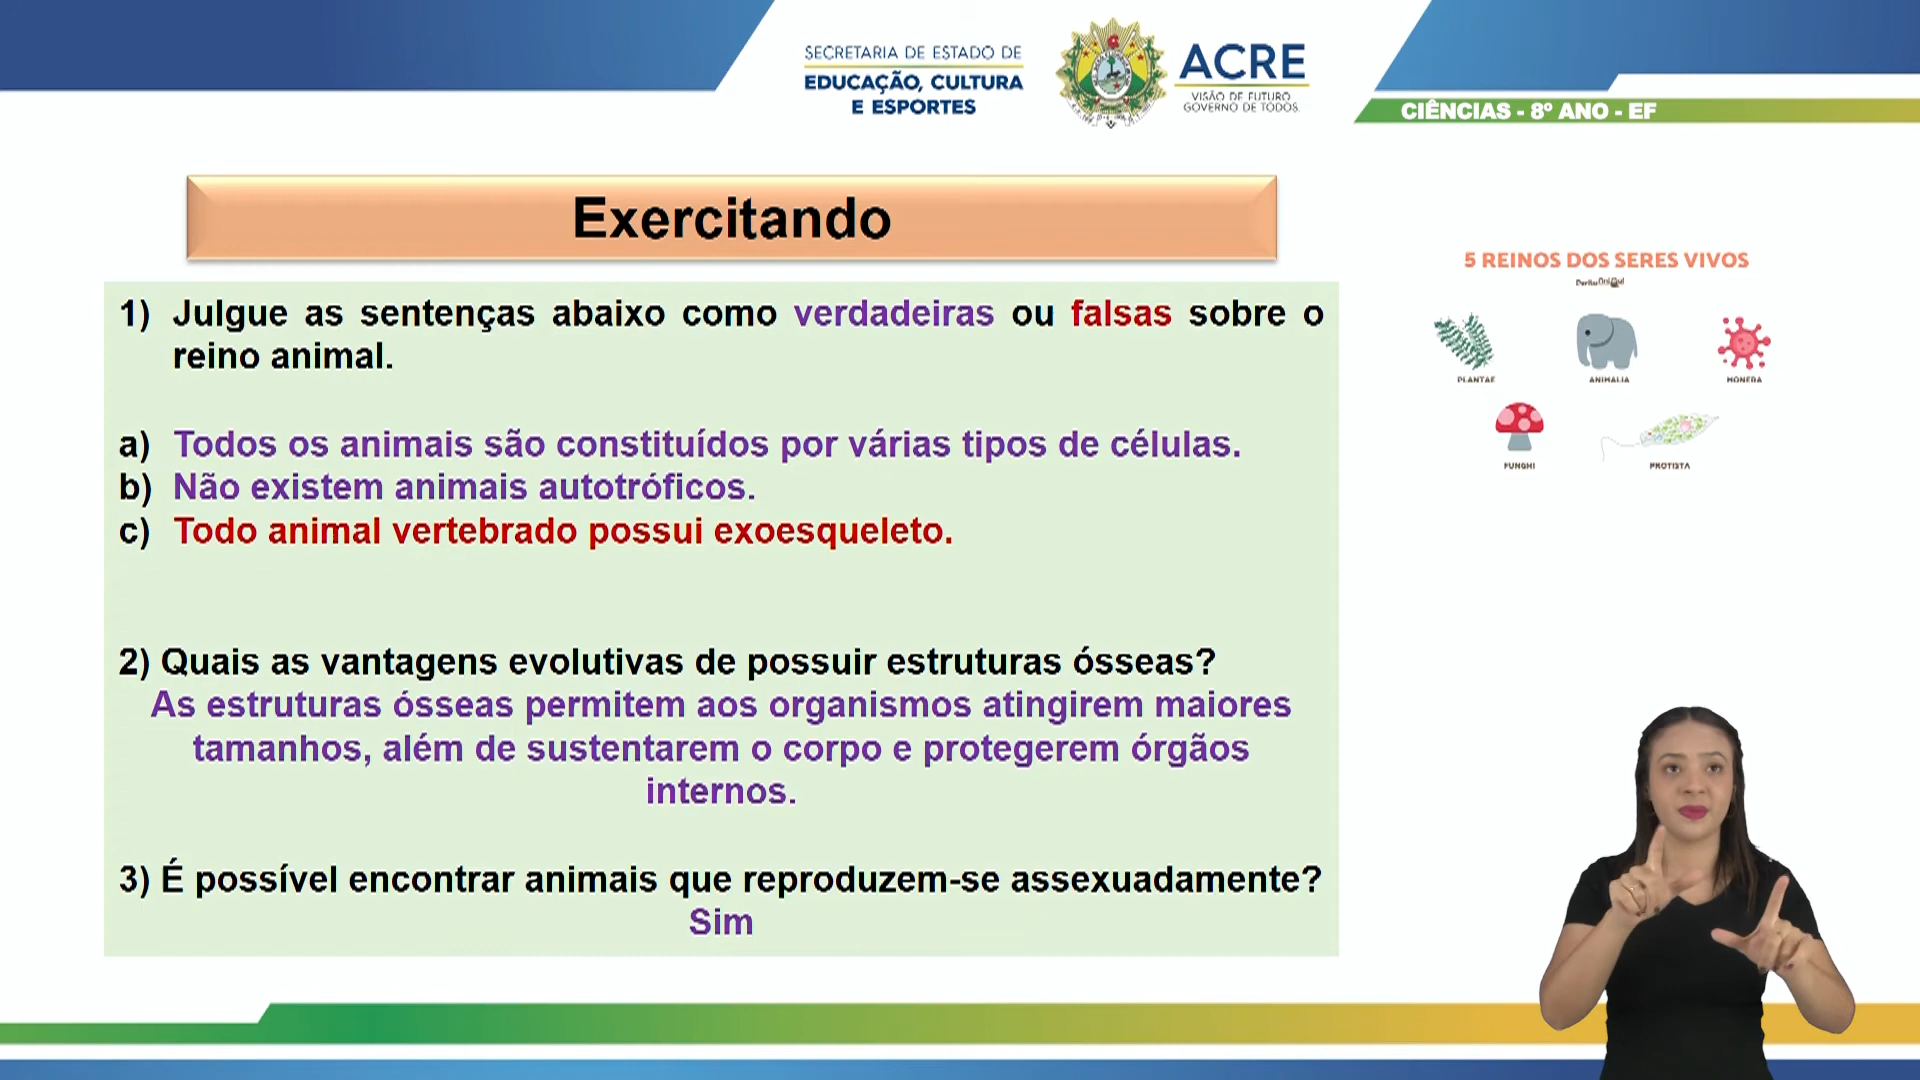 SECRETARIA DE ESTADO DE
EDUCAÇÃO, CULTURA
E ESPORTES
ACRE
VISÃO DE FUTURO
GOVERNO DE TODOS
CIÊNCIAS - 8º ANO - EF
Exercitando
5 REINOS DOS SERES VIVOS
1) Julgue as sentenças abaixo como verdadeiras ou falsas sobre o
reino animal.
PLANTAE
ANIMALIA
MONERA
a) Todos os animais são constituídos por várias tipos de células.
b) Não existem animais autotróficos.
c) Todo animal vertebrado possui exoesqueleto.
FUNGHI
PROTISTA
2) Quais as vantagens evolutivas de possuir estruturas ósseas?
As estruturas ósseas permitem aos organismos atingirem maiores
tamanhos, além de sustentarem o corpo e protegerem órgãos
internos.
3) É possível encontrar animais que reproduzem-se assexuadamente?
Sim